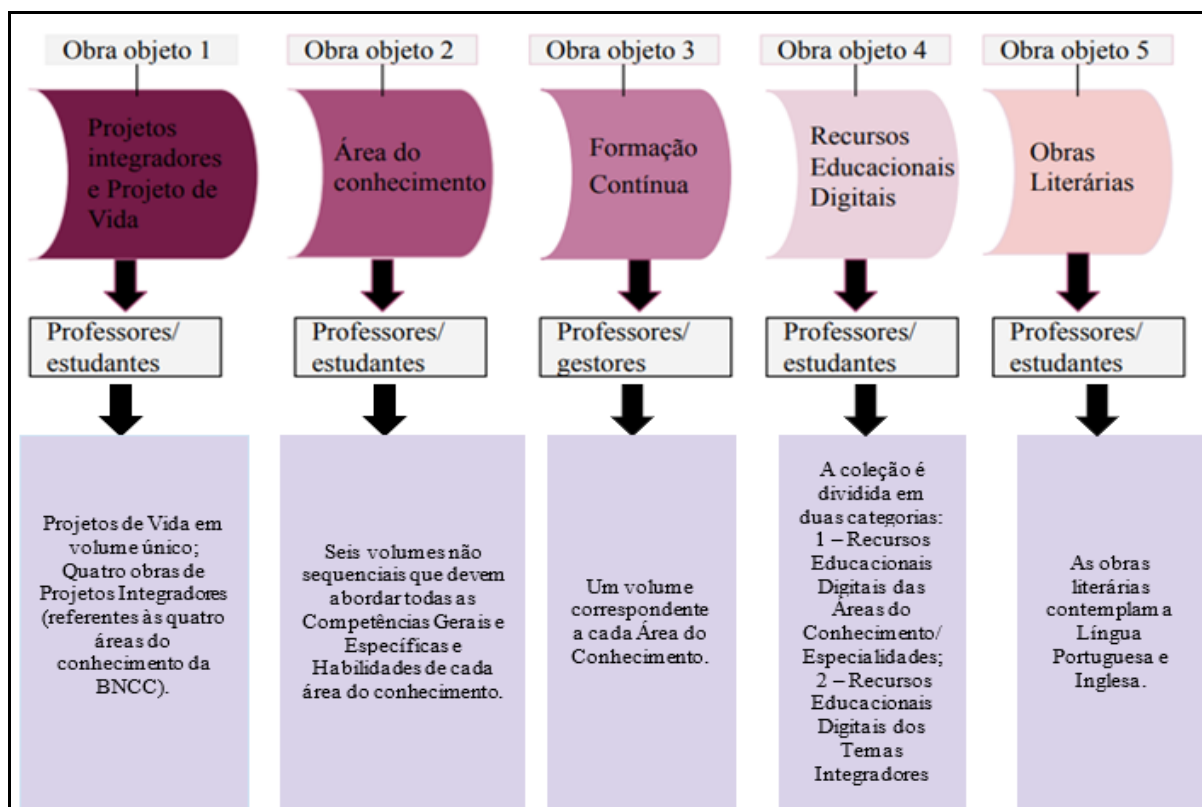 Obra objeto 1
Projetos
integradores
e Projeto de
Vida
Professores/
estudantes
Projetos de Vida em
volume único;
Quatro obras de
Projetos Integradores
(referentes às quatro
áreas do
conhecimento da
BNCC).
Obra objeto 2
Área do
conhecimento
Professores/
estudantes
Seis volumes não
sequenciais que devem
abordar todas as
Competências Gerais e
Específicas e
Habilidades de cada
área do conhecimento.
Obra objeto 3
Formação
Contínua
Professores/
gestores
Um volume
correspondente
a cada Área do
Conhecimento.
Obra objeto 4
Recursos
Educacionais
Digitais
Professores/
estudantes
A coleção é
dividida em
duas categorias:
1 – Recursos
Educacionais
Digitais das
Áreas do
Conhecimento/
Especialidades;
2 – Recursos
Educacionais
Digitais dos
Temas
Integradores
Obra objeto 5
Obras
Literárias
Professores/
estudantes
As obras
literárias
contemplam a
Língua
Portuguesa e
Inglesa.